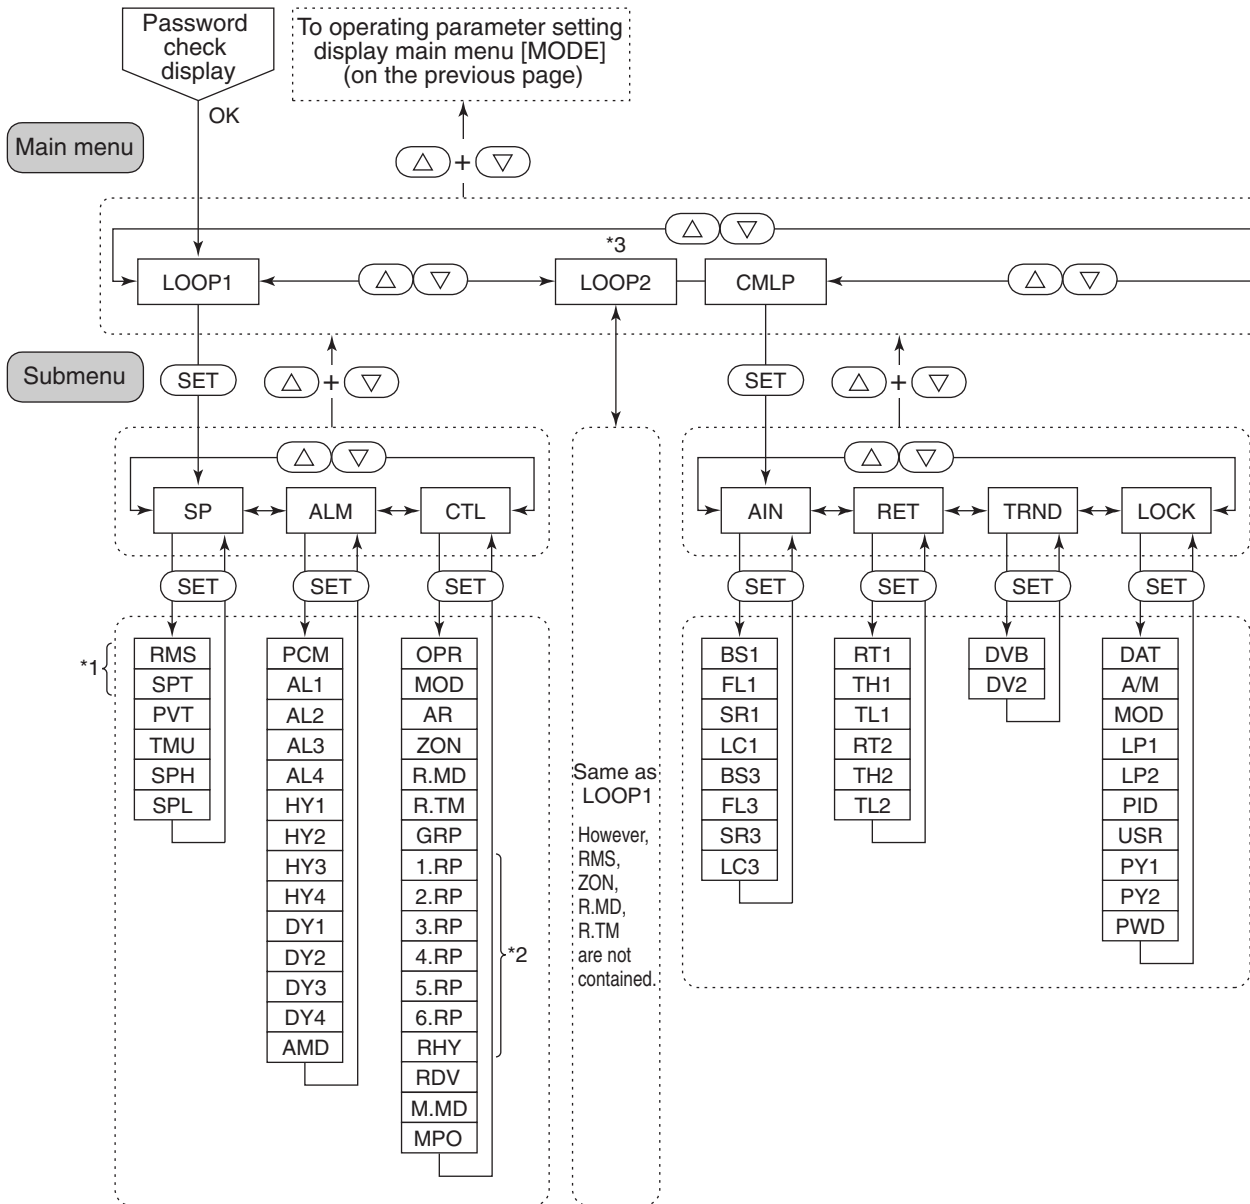 Password
check
display
To operating parameter setting
display main menu [MODE]
(on the previous page)
OK
Main menu
+
*3
LOOP1
LOOP2
CMLP
Submenu
SET
+
SET
+
SP
ALM
CTL
AIN
RET
TRND
LOCK
SET
SET
SET
SET
SET
SET
SET
*1
RMS
SPT
PVT
TMU
SPH
SPL
PCM
AL1
AL2
AL3
AL4
HY1
HY2
HY3
HY4
DY1
DY2
DY3
DY4
AMD
OPR
MOD
AR
ZON
R.MD
R.TM
GRP
1.RP
2.RP
3.RP
4.RP
5.RP
6.RP
RHY
RDV
M.MD
MPO
*2
Same as
LOOP1
However,
RMS,
ZON,
R.MD,
R.TM
are not
contained.
BS1
FL1
SR1
LC1
BS3
FL3
SR3
LC3
RT1
TH1
TL1
RT2
TH2
TL2
DVB
DV2
DAT
A/M
MOD
LP1
LP2
PID
USR
PY1
PY2
PWD